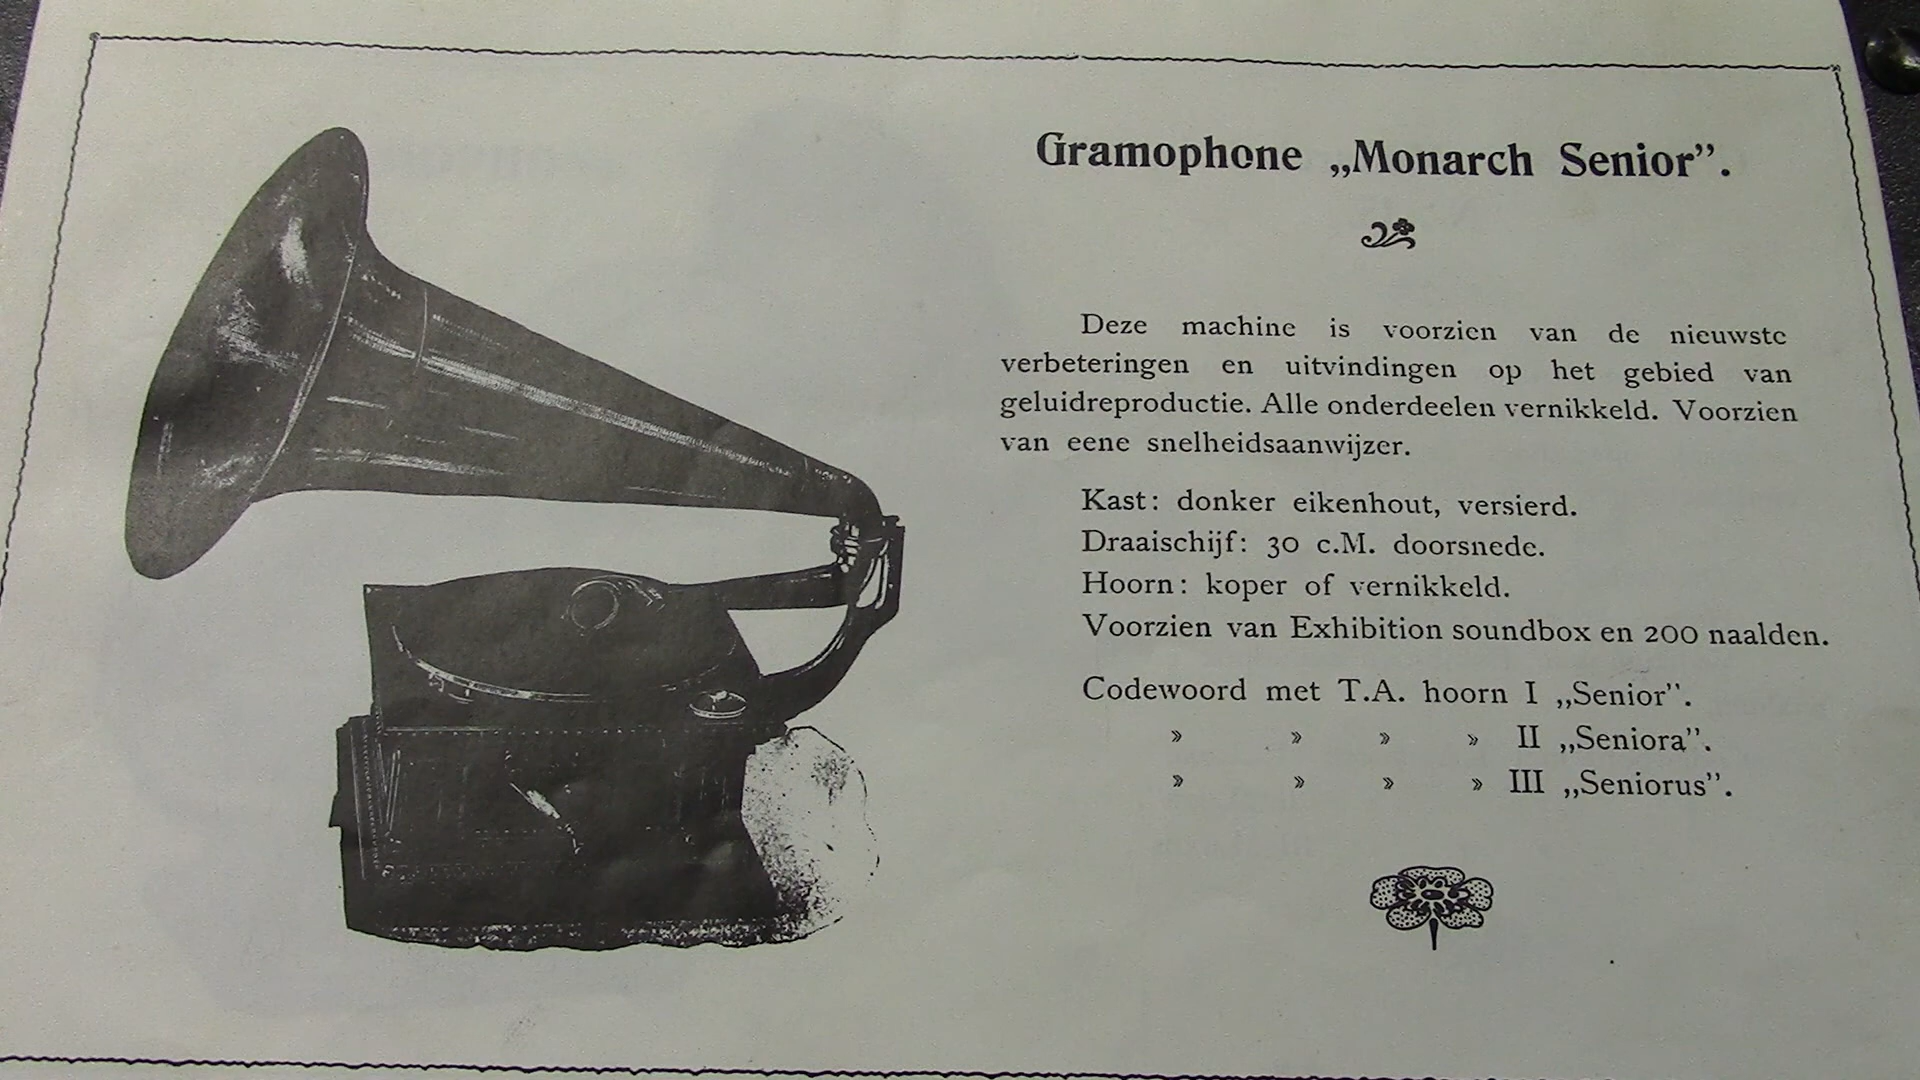 Gramophone „Monarch Senior”.
Deze machine is voorzien van de nieuwste
verbeteringen en uitvindingen op het gebied van
geluidreproductie. Alle onderdeelen vernikkeld. Voorzien
van eene snelheidsaanwijzer.
Kast: donker eikenhout, versierd.
Draaischijf: 30 c.M. doorsnede.
Hoorn: koper of vernikkeld.
Voorzien van Exhibition soundbox en 200 naalden.
Codewoord met T.A. hoorn I „Senior”.
» » » » II „Seniora”.
» » » » III „Seniorus”.